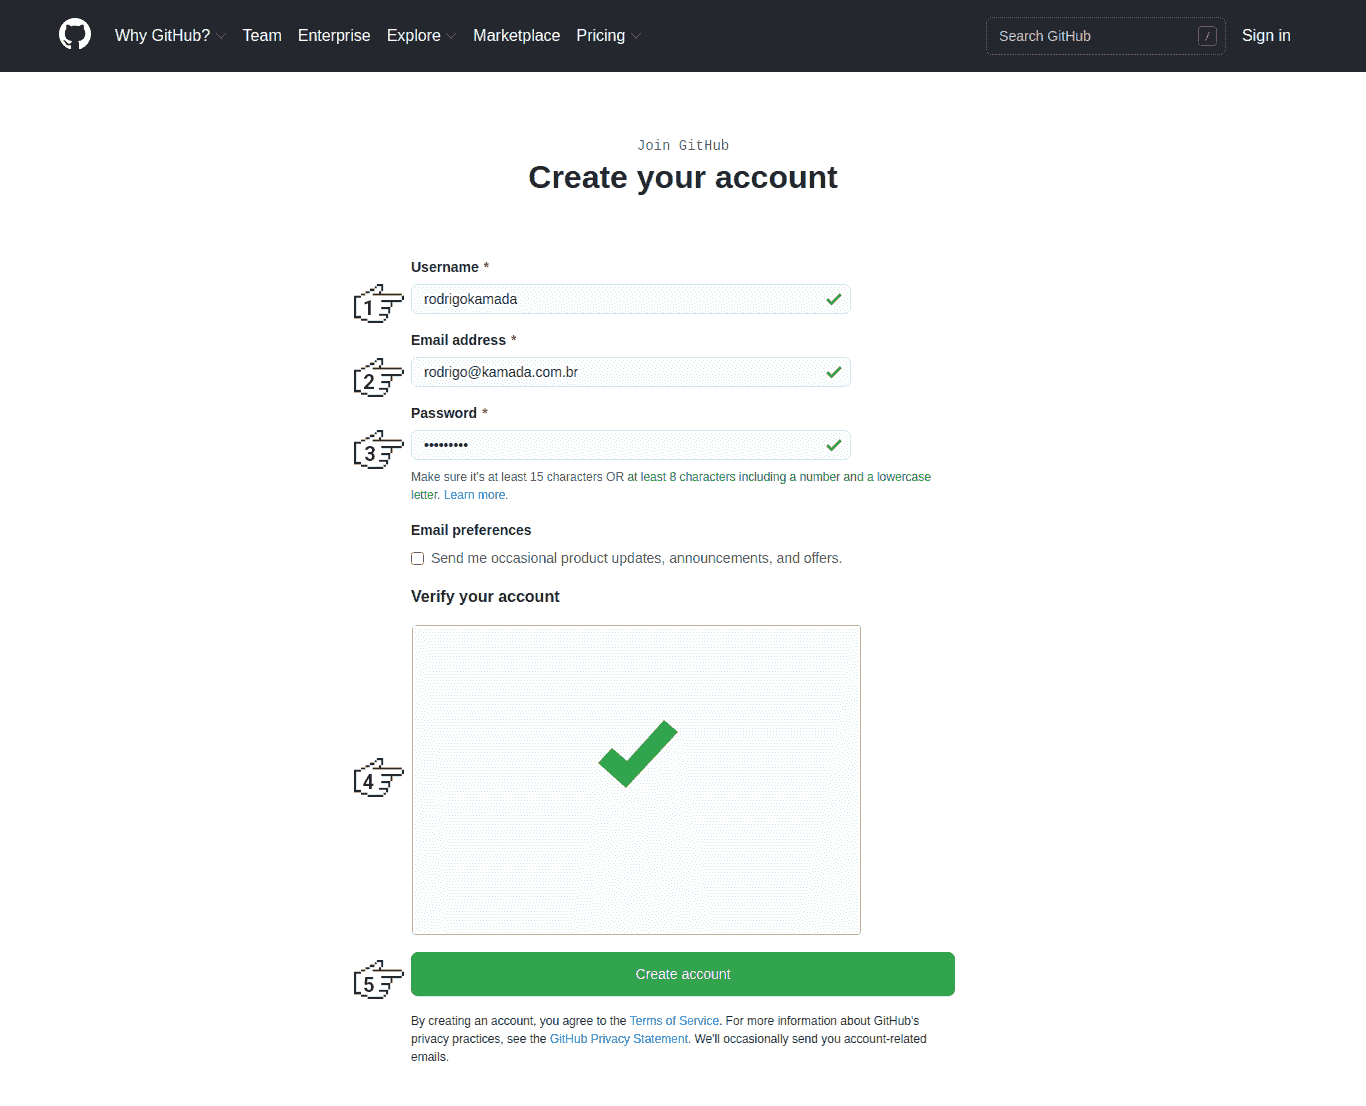 Why GitHub? Team Enterprise Explore Marketplace Pricing Search GitHub / Sign in
Join GitHub
Create your account
Username *
1 rodrigokamada
Email address *
2 rodrigo@kamada.com.br
Password *
3 •••••••••
Make sure it's at least 15 characters OR at least 8 characters including a number and a lowercase
letter. Learn more.
Email preferences
Send me occasional product updates, announcements, and offers.
Verify your account
4
5 Create account
By creating an account, you agree to the Terms of Service. For more information about GitHub's
privacy practices, see the GitHub Privacy Statement. We'll occasionally send you account-related
emails.